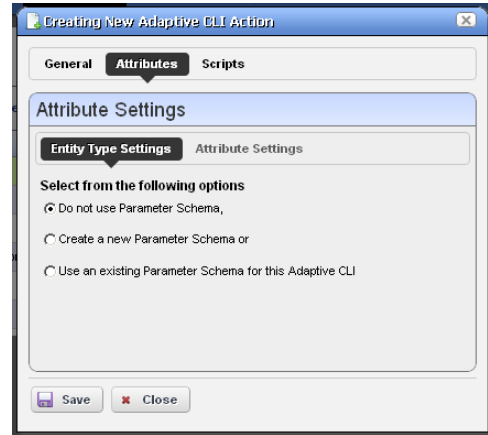 Creating New Adaptive CLI Action
General Attributes Scripts
Attribute Settings
Entity Type Settings Attribute Settings
Select from the following options
Do not use Parameter Schema,
Create a new Parameter Schema or
Use an existing Parameter Schema for this Adaptive CLI
Save Close